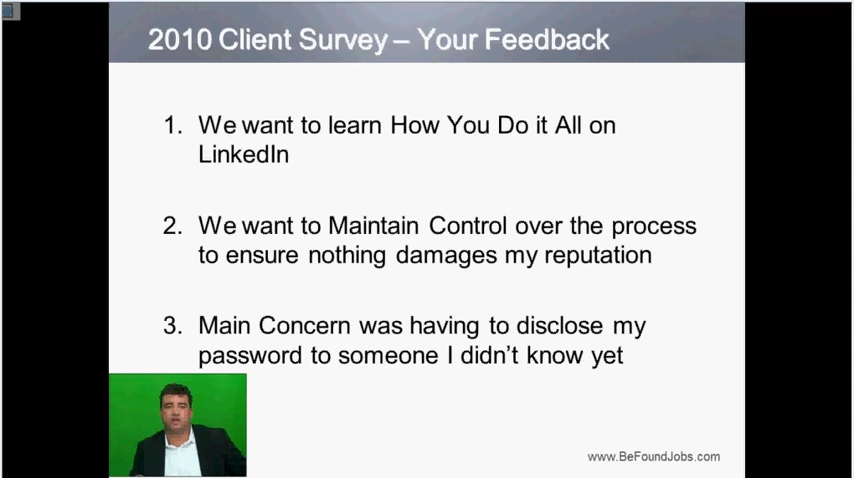 2010 Client Survey – Your Feedback
1. We want to learn How You Do it All on
LinkedIn
2. We want to Maintain Control over the process
to ensure nothing damages my reputation
3. Main Concern was having to disclose my
password to someone I didn't know yet
www.BeFoundJobs.com